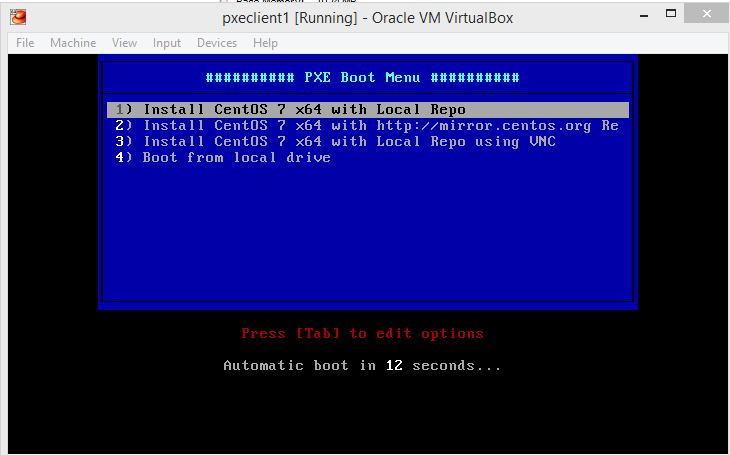 pxeclient1 [Running] - Oracle VM VirtualBox
File Machine View Input Devices Help
########## PXE Boot Menu ##########
1) Install CentOS 7 x64 with Local Repo
2) Install CentOS 7 x64 with http://mirror.centos.org Re
3) Install CentOS 7 x64 with Local Repo using VNC
4) Boot from local drive
Press [Tab] to edit options
Automatic boot in 12 seconds...